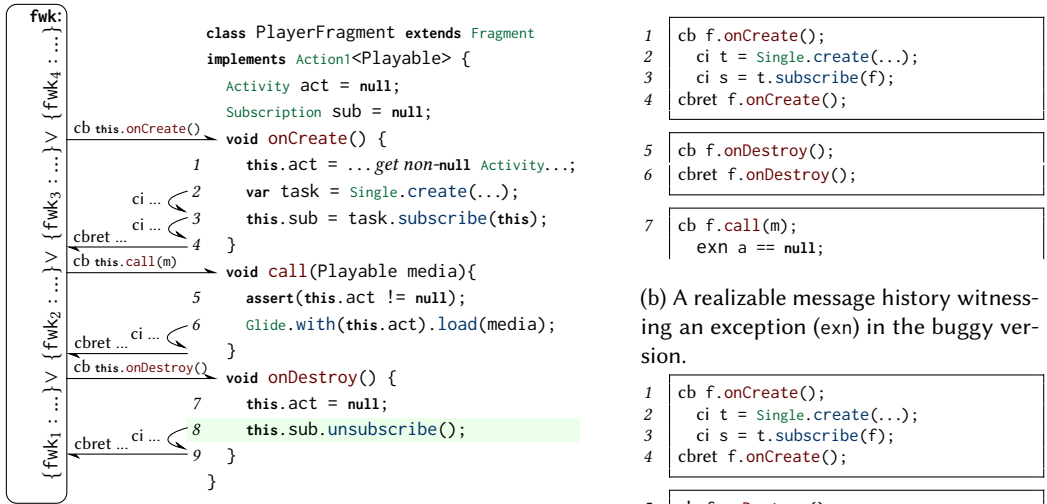 fwk:
{fwk₁ : …} ∨ {fwk₂ : …} ∨ {fwk₃ : …} ∨ {fwk₄ : …}
class PlayerFragment extends Fragment
implements Action1<Playable> {
Activity act = null;
Subscription sub = null;
cb this.onCreate()
void onCreate() {
1 this.act = ...get non-null Activity...;
ci ...
2 var task = Single.create(...);
ci ...
3 this.sub = task.subscribe(this);
cbret ...
4 }
cb this.call(m)
void call(Playable media){
5 assert(this.act != null);
ci ...
6 Glide.with(this.act).load(media);
cbret ...
}
cb this.onDestroy()
void onDestroy() {
7 this.act = null;
ci ...
8 this.sub.unsubscribe();
cbret ...
9 }
}
1 cb f.onCreate();
2 ci t = Single.create(...);
3 ci s = t.subscribe(f);
4 cbret f.onCreate();
5 cb f.onDestroy();
6 cbret f.onDestroy();
7 cb f.call(m);
exn a == null;
(b) A realizable message history witness-
ing an exception (exn) in the buggy ver-
sion.
1 cb f.onCreate();
2 ci t = Single.create(...);
3 ci s = t.subscribe(f);
4 cbret f.onCreate();